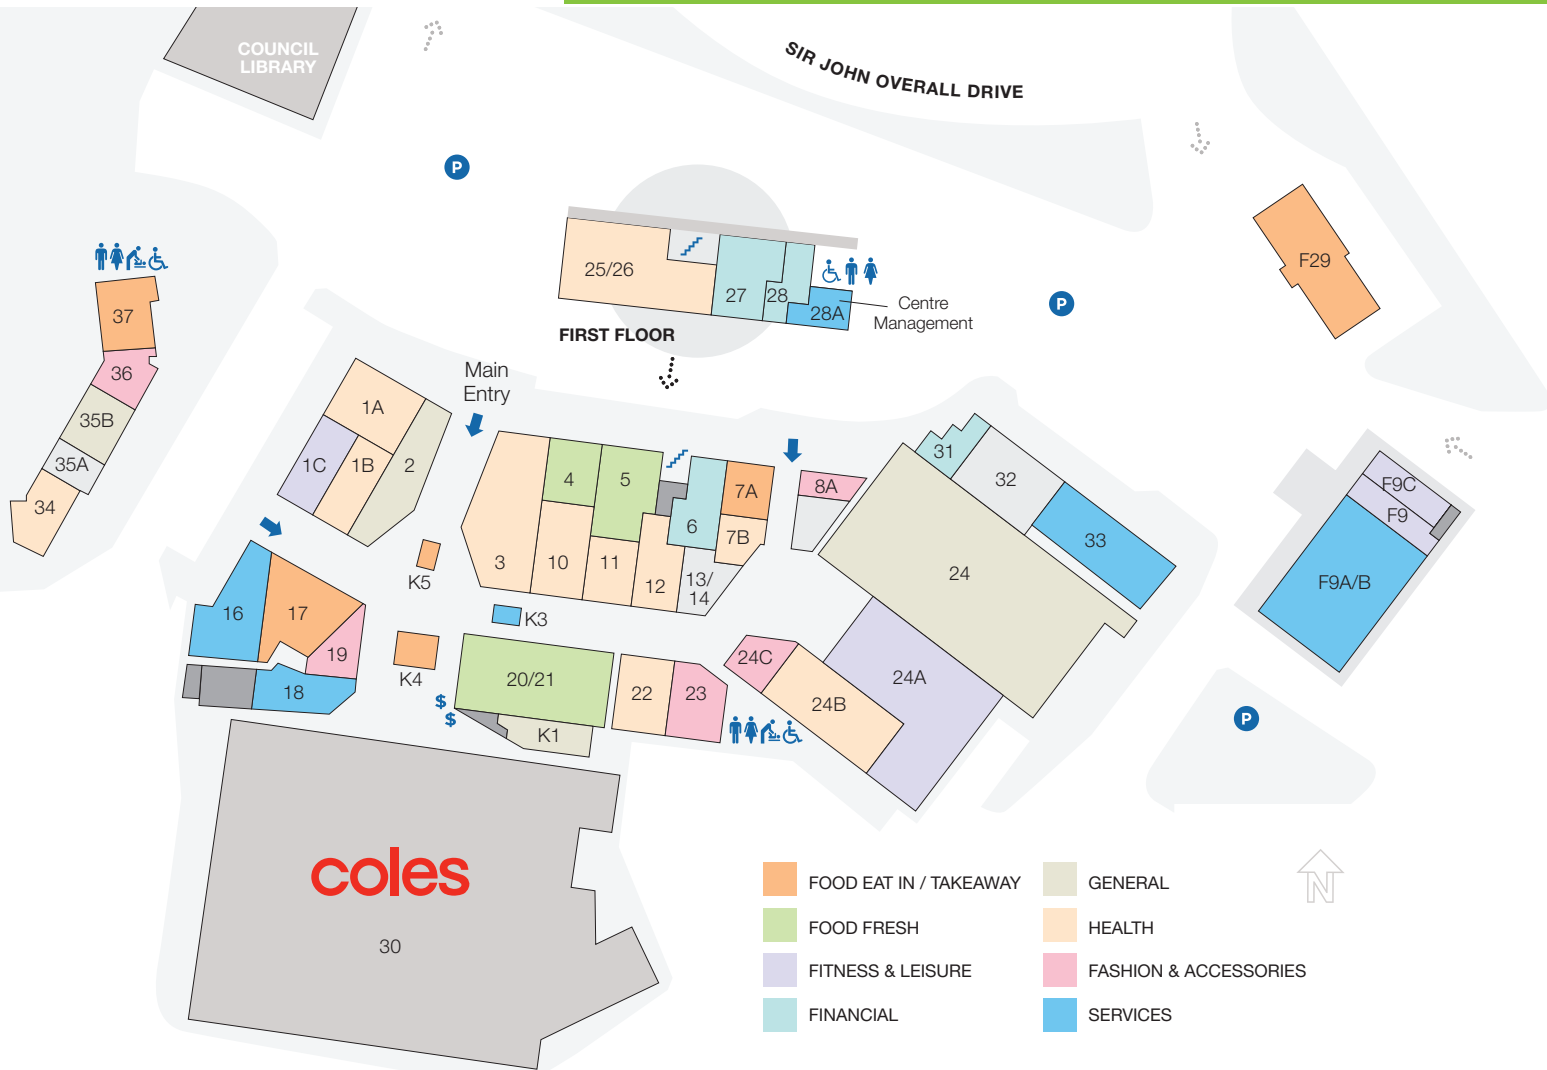 COUNCIL
LIBRARY
SIR JOHN OVERALL DRIVE
P
P
F29
25/26
27
28
28A
Centre
Management
FIRST FLOOR
37
36
35B
35A
34
Main
Entry
1A
1C
1B
2
3
4
5
6
7A
7B
8A
10
11
12
13/
14
31
32
33
24
F9C
F9
F9A/B
K5
K3
K4
16
17
19
18
$
$
20/21
K1
22
23
24C
24B
24A
P
coles
30
FOOD EAT IN / TAKEAWAY
FOOD FRESH
FITNESS & LEISURE
FINANCIAL
GENERAL
HEALTH
FASHION & ACCESSORIES
SERVICES
N